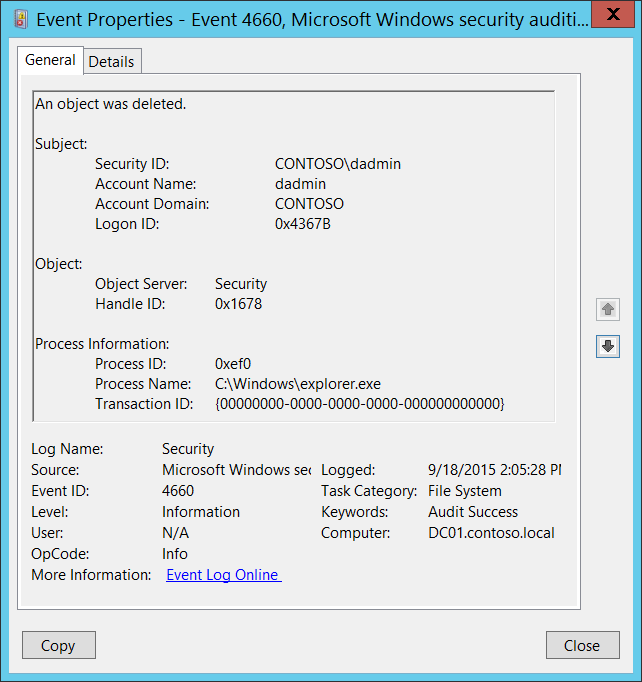 Event Properties - Event 4660, Microsoft Windows security auditi...
X
General Details
An object was deleted.
Subject:
Security ID: CONTOSO\dadmin
Account Name: dadmin
Account Domain: CONTOSO
Logon ID: 0x4367B
Object:
Object Server: Security
Handle ID: 0x1678
Process Information:
Process ID: 0xef0
Process Name: C:\Windows\explorer.exe
Transaction ID: {00000000-0000-0000-0000-000000000000}
Log Name: Security
Source: Microsoft Windows sec Logged: 9/18/2015 2:05:28 PM
Event ID: 4660 Task Category: File System
Level: Information Keywords: Audit Success
User: N/A Computer: DC01.contoso.local
OpCode: Info
More Information: Event Log Online
Copy Close